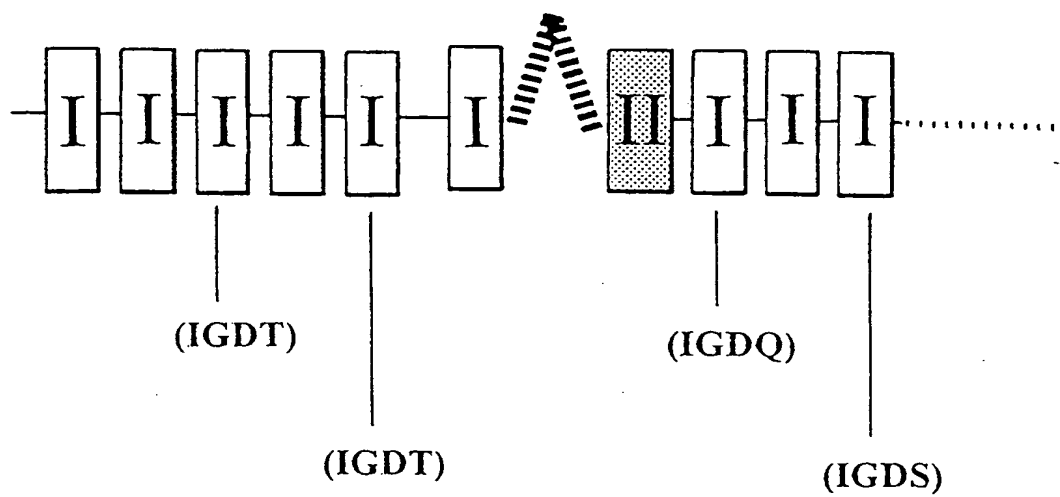 I I I I I I II I I I
(IGDT)
(IGDQ)
(IGDT)
(IGDS)